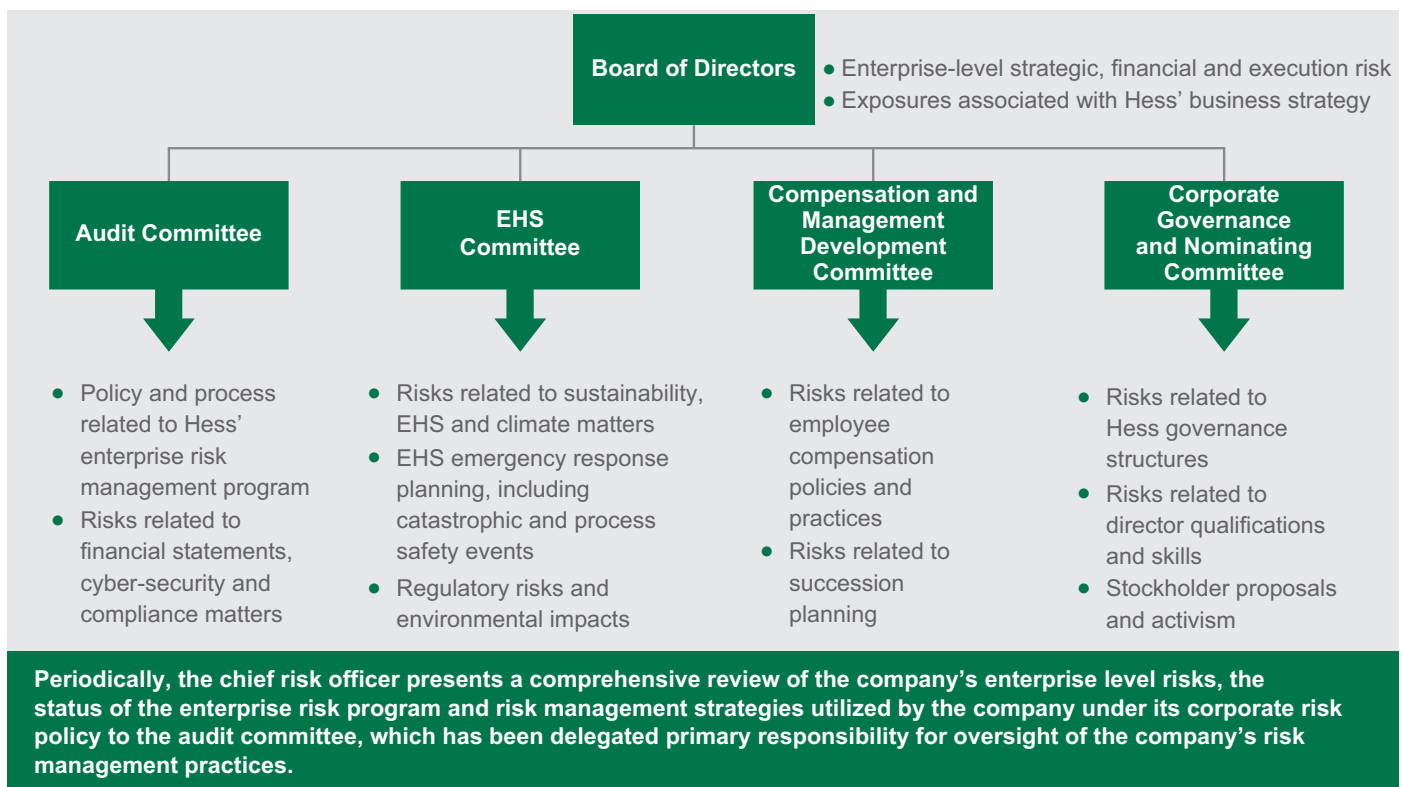 Board of Directors
● Enterprise-level strategic, financial and execution risk
● Exposures associated with Hess' business strategy
Audit Committee
EHS
Committee
Compensation and
Management
Development
Committee
Corporate
Governance
and Nominating
Committee
● Policy and process
related to Hess'
enterprise risk
management program
● Risks related to
financial statements,
cyber-security and
compliance matters
● Risks related to sustainability,
EHS and climate matters
● EHS emergency response
planning, including
catastrophic and process
safety events
● Regulatory risks and
environmental impacts
● Risks related to
employee
compensation
policies and
practices
● Risks related to
succession
planning
● Risks related to
Hess governance
structures
● Risks related to
director qualifications
and skills
● Stockholder proposals
and activism
Periodically, the chief risk officer presents a comprehensive review of the company's enterprise level risks, the
status of the enterprise risk program and risk management strategies utilized by the company under its corporate risk
policy to the audit committee, which has been delegated primary responsibility for oversight of the company's risk
management practices.